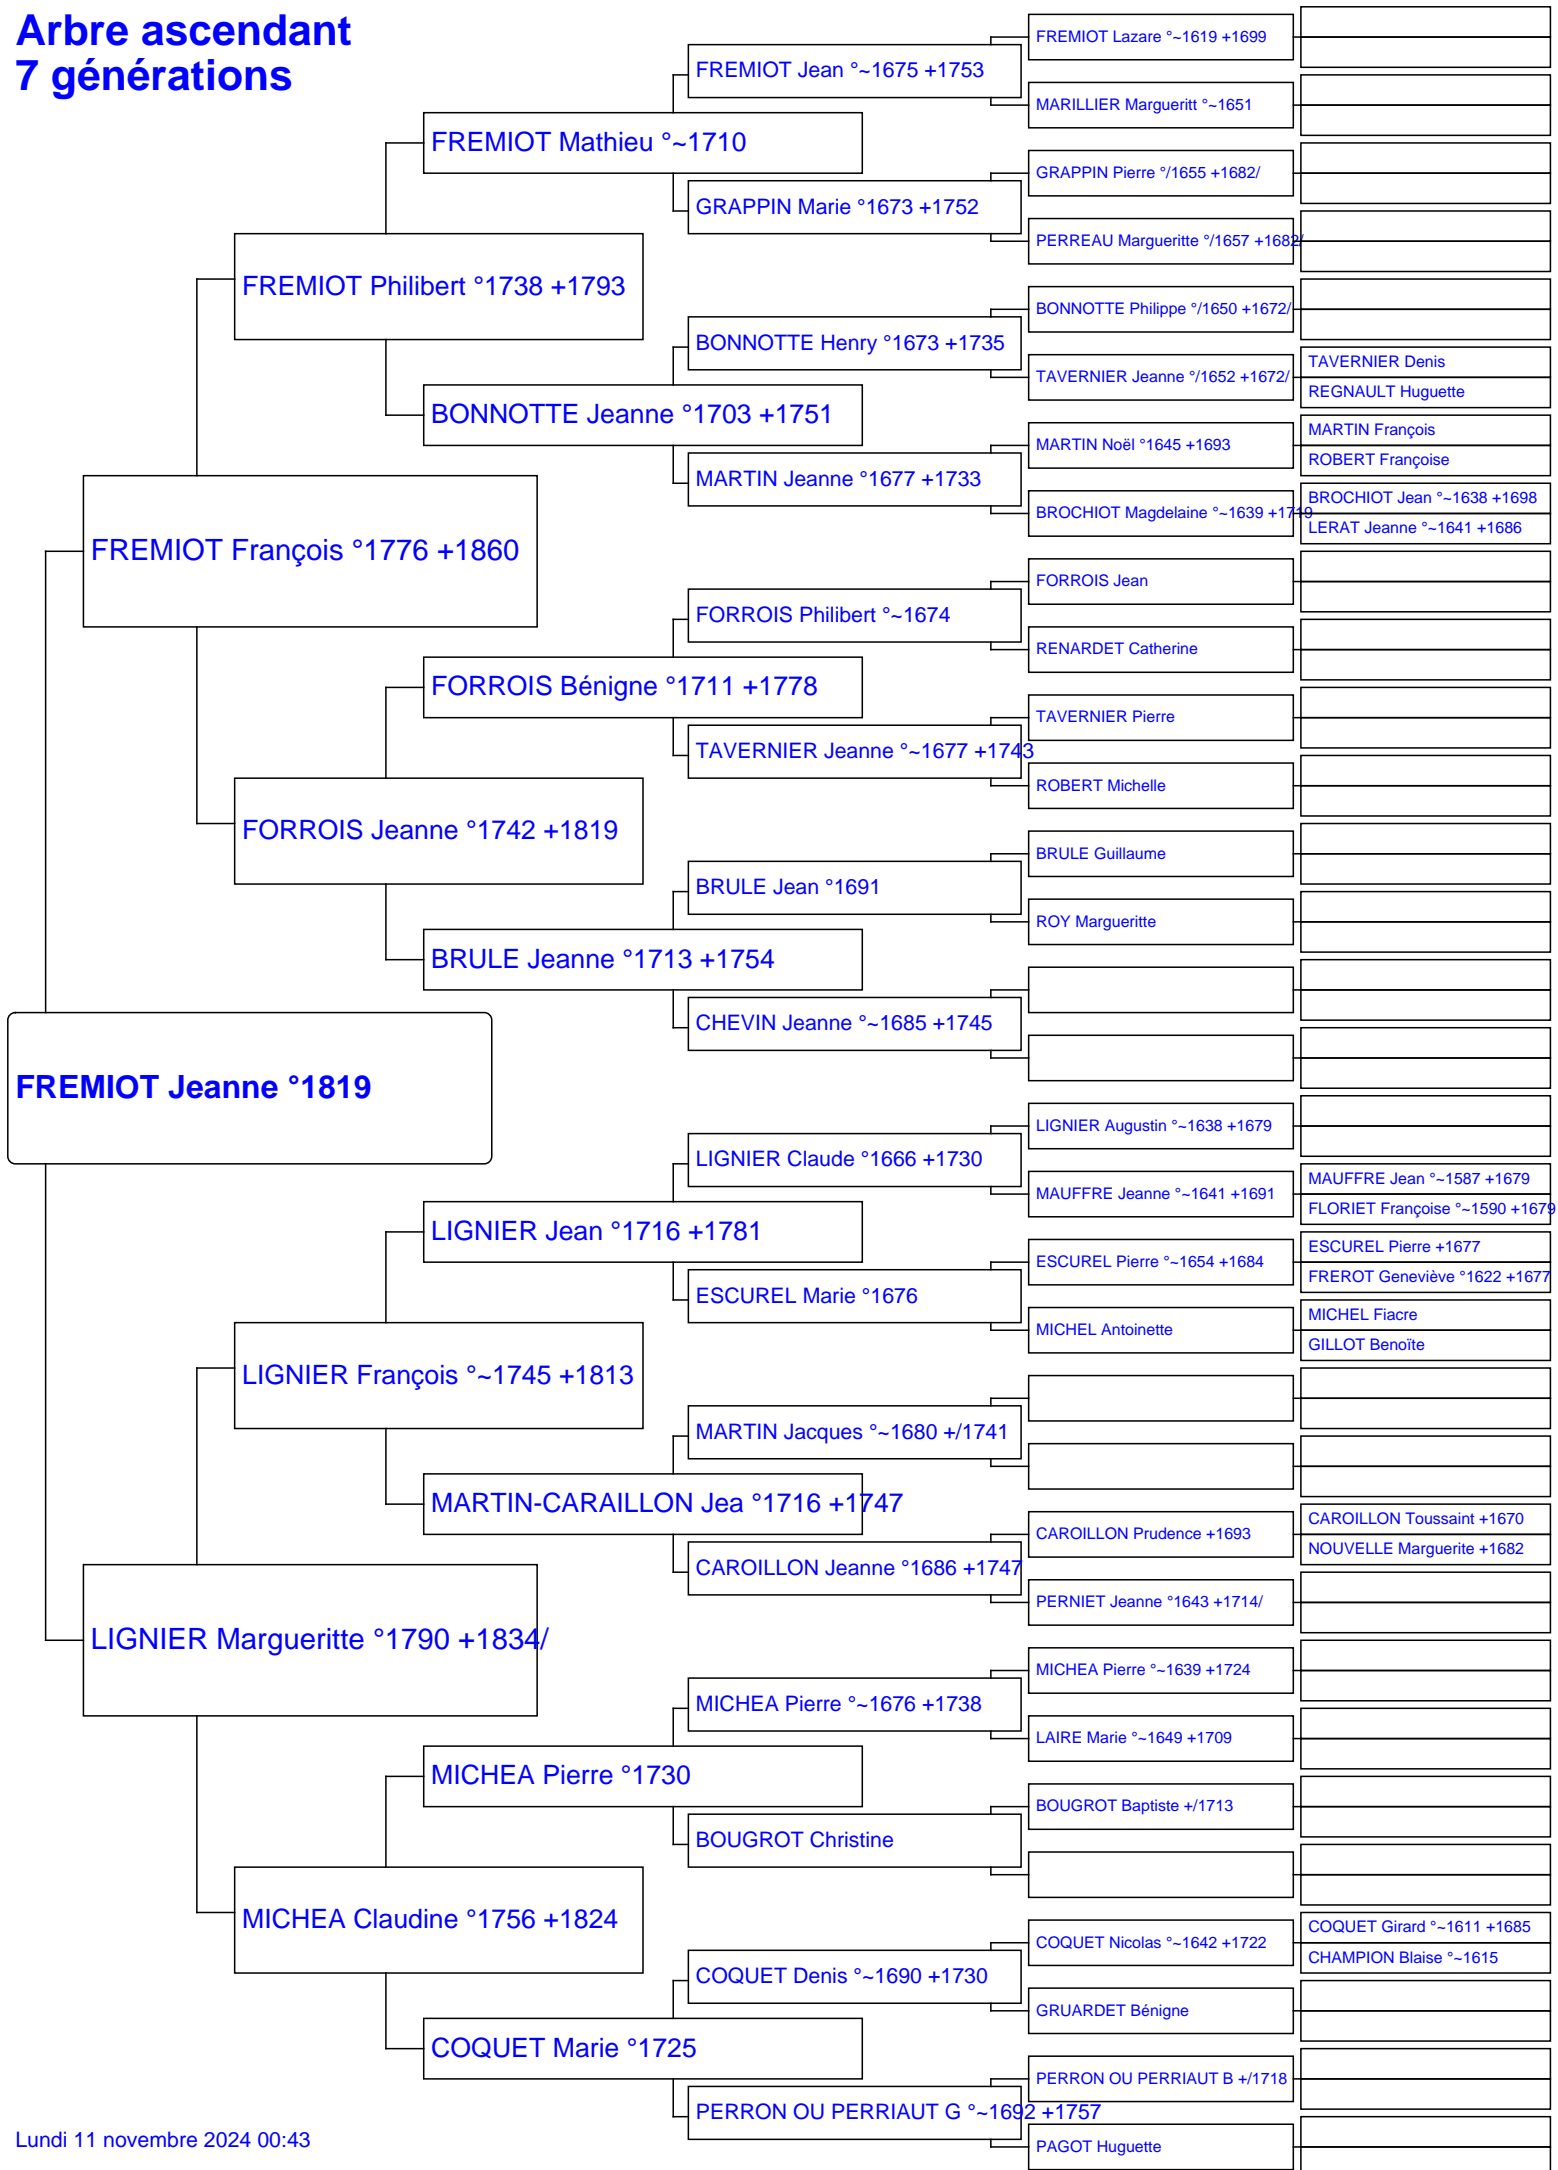 Arbre ascendant
7 générations
FREMIOT Jeanne °1819
FREMIOT François °1776 +1860
LIGNIER Margueritte °1790 +1834/
FREMIOT Philibert °1738 +1793
FORROIS Jeanne °1742 +1819
LIGNIER François °~1745 +1813
MICHEA Claudine °1756 +1824
FREMIOT Mathieu °~1710
BONNOTTE Jeanne °1703 +1751
FORROIS Bénigne °1711 +1778
BRULE Jeanne °1713 +1754
LIGNIER Jean °1716 +1781
MARTIN-CARAILLON Jea °1716 +1747
MICHEA Pierre °1730
COQUET Marie °1725
FREMIOT Jean °~1675 +1753
GRAPPIN Marie °1673 +1752
BONNOTTE Henry °1673 +1735
MARTIN Jeanne °1677 +1733
FORROIS Philibert °~1674
TAVERNIER Jeanne °~1677 +1743
BRULE Jean °1691
CHEVIN Jeanne °~1685 +1745
LIGNIER Claude °1666 +1730
ESCUREL Marie °1676
MARTIN Jacques °~1680 +/1741
CAROILLON Jeanne °1686 +1747
MICHEA Pierre °~1676 +1738
BOUGROT Christine
COQUET Denis °~1690 +1730
PERRON OU PERRIAUT G °~1692 +1757
FREMIOT Lazare °~1619 +1699
MARILLIER Margueritt °~1651
GRAPPIN Pierre °/1655 +1682/
PERREAU Margueritte °/1657 +1682/
BONNOTTE Philippe °/1650 +1672/
TAVERNIER Jeanne °/1652 +1672/
MARTIN Noël °1645 +1693
BROCHIOT Magdelaine °~1639 +1719
FORROIS Jean
RENARDET Catherine
TAVERNIER Pierre
ROBERT Michelle
BRULE Guillaume
ROY Margueritte
LIGNIER Augustin °~1638 +1679
MAUFFRE Jeanne °~1641 +1691
ESCUREL Pierre °~1654 +1684
MICHEL Antoinette
CAROILLON Prudence +1693
PERNIET Jeanne °1643 +1714/
MICHEA Pierre °~1639 +1724
LAIRE Marie °~1649 +1709
BOUGROT Baptiste +/1713
COQUET Nicolas °~1642 +1722
GRUARDET Bénigne
PERRON OU PERRIAUT B +/1718
PAGOT Huguette
TAVERNIER Denis
REGNAULT Huguette
MARTIN François
ROBERT Françoise
BROCHIOT Jean °~1638 +1698
LERAT Jeanne °~1641 +1686
MAUFFRE Jean °~1587 +1679
FLORIET Françoise °~1590 +1679
ESCUREL Pierre +1677
FREROT Geneviève °1622 +1677
MICHEL Fiacre
GILLOT Benoïte
CAROILLON Toussaint +1670
NOUVELLE Marguerite +1682
COQUET Girard °~1611 +1685
CHAMPION Blaise °~1615
Lundi 11 novembre 2024 00:43